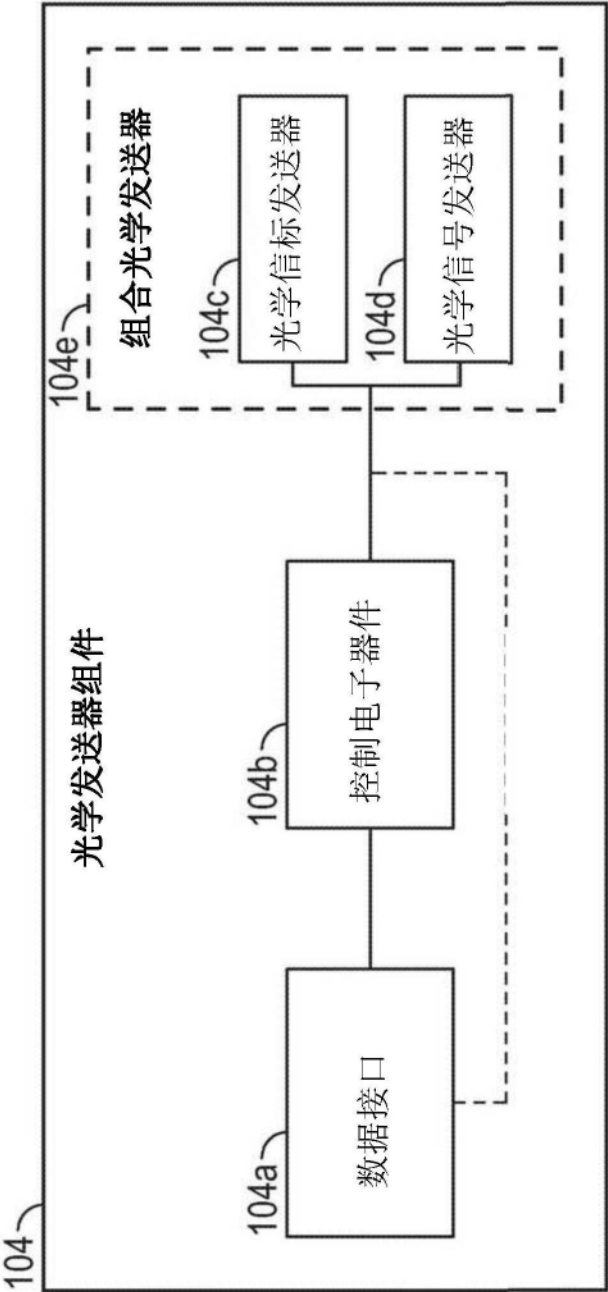 104
光学发送器组件
104e
组合光学发送器
104a
数据接口
104b
控制电子器件
104c
光学信标发送器
104d
光学信号发送器